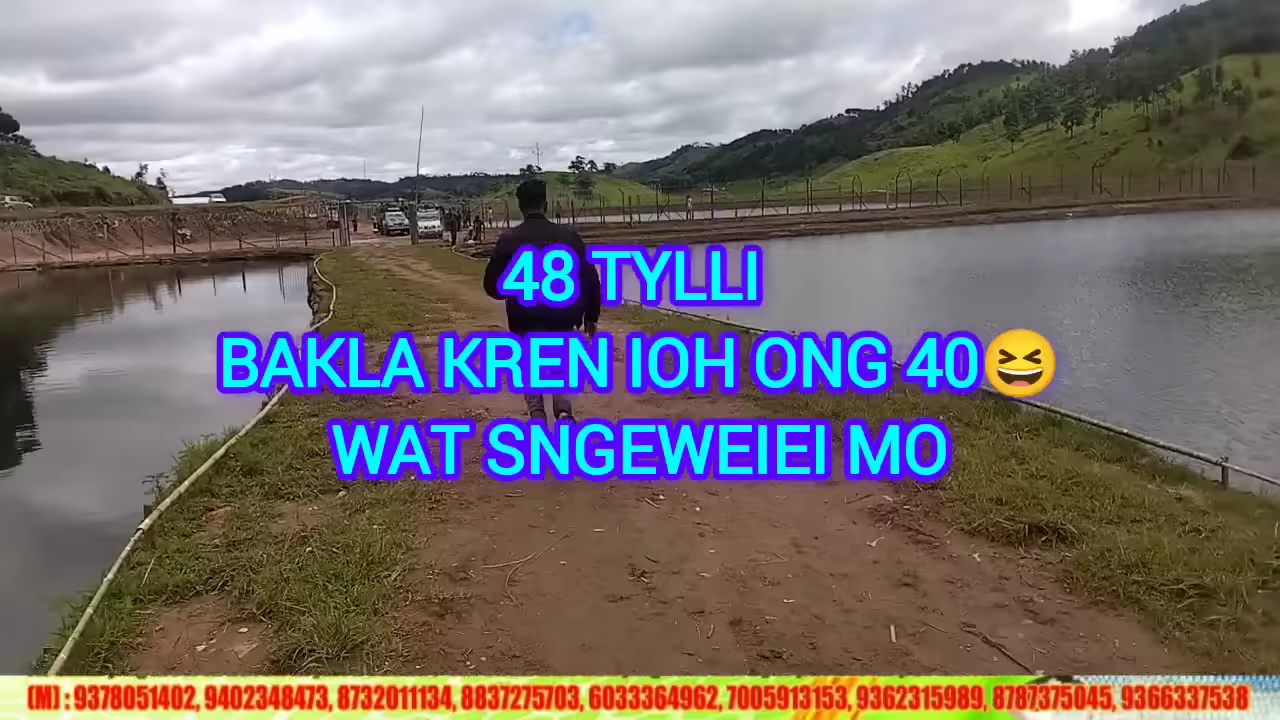 48 TYLLI
BAKLA KREN IOH ONG 40😆
WAT SNGEWEIEI MO
(M) : 9378051402, 9402348473, 8732011134, 8837275703, 6033364962, 7005913153, 9362315989, 8787375045, 9366337538